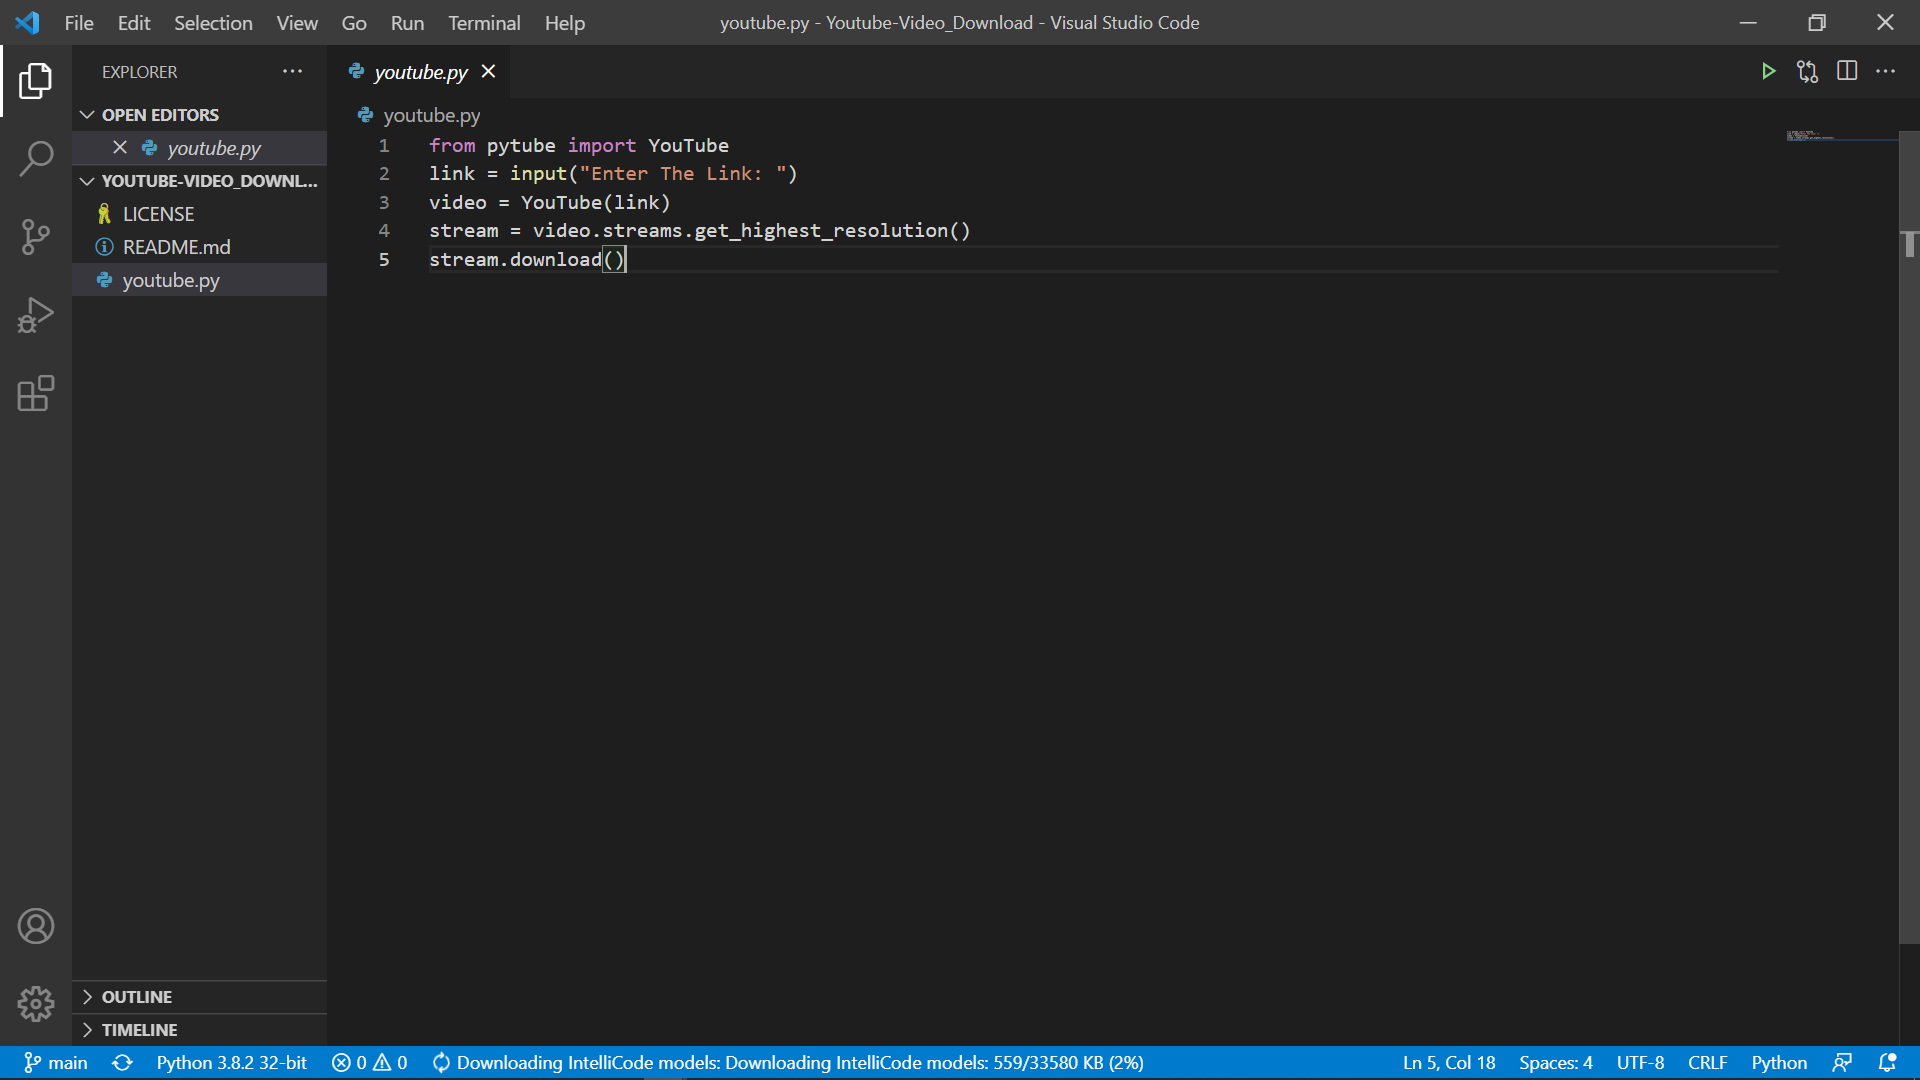 File Edit Selection View Go Run Terminal Help youtube.py - Youtube-Video_Download - Visual Studio Code
EXPLORER
youtube.py
OPEN EDITORS
youtube.py
YOUTUBE-VIDEO_DOWNL...
LICENSE
README.md
youtube.py
youtube.py
1 from pytube import YouTube
2 link = input("Enter The Link: ")
3 video = YouTube(link)
4 stream = video.streams.get_highest_resolution()
5 stream.download()
OUTLINE
TIMELINE
main Python 3.8.2 32-bit 0 0 Downloading IntelliCode models: Downloading IntelliCode models: 559/33580 KB (2%) Ln 5, Col 18 Spaces: 4 UTF-8 CRLF Python